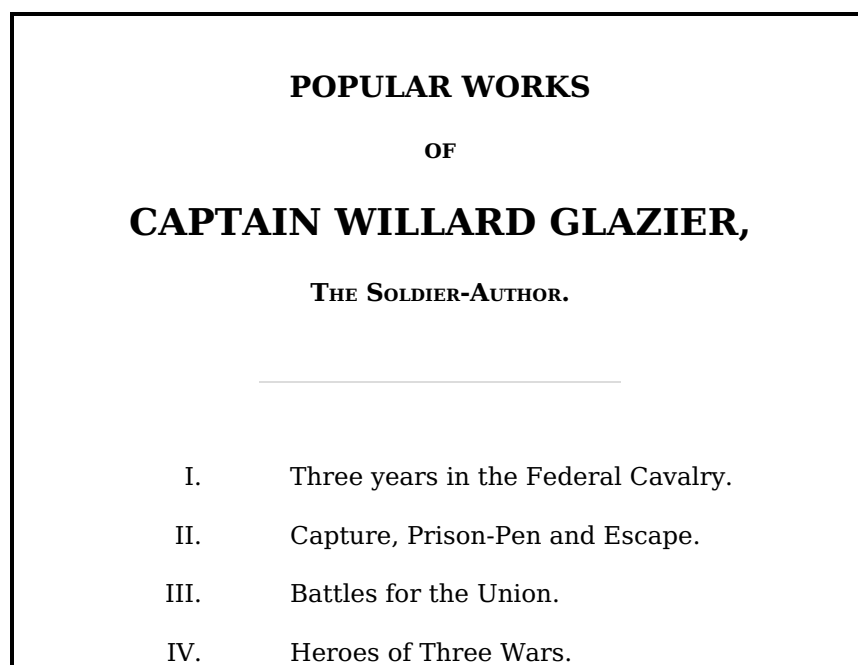 POPULAR WORKS
OF
CAPTAIN WILLARD GLAZIER,
The Soldier-Author.
I. Three years in the Federal Cavalry.
II. Capture, Prison-Pen and Escape.
III. Battles for the Union.
IV. Heroes of Three Wars.